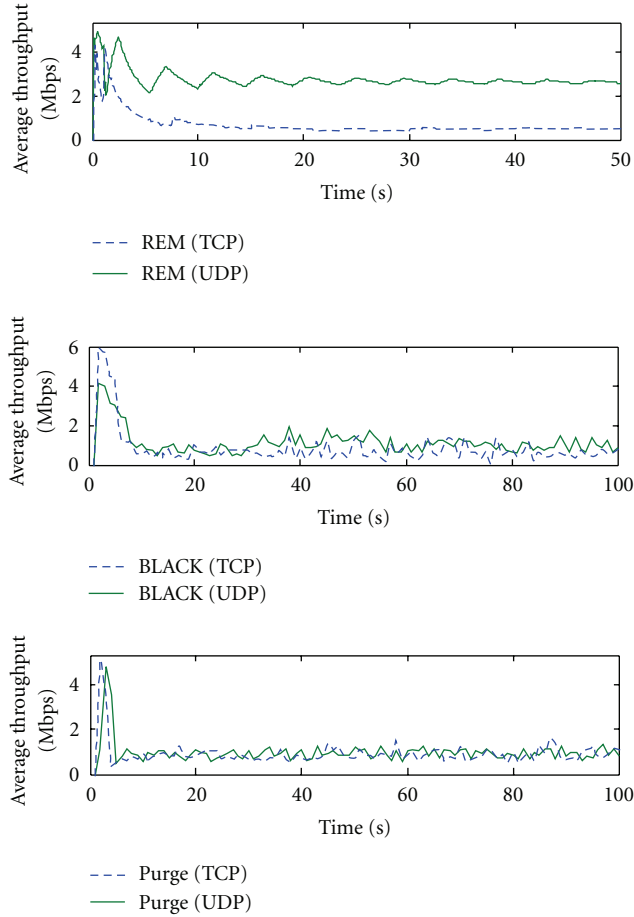 Average throughput
(Mbps)
4
2
0
0
10
20
30
40
50
Time (s)
REM (TCP)
REM (UDP)
Average throughput
(Mbps)
6
4
2
0
0
20
40
60
80
100
Time (s)
BLACK (TCP)
BLACK (UDP)
Average throughput
(Mbps)
4
2
0
0
20
40
60
80
100
Time (s)
Purge (TCP)
Purge (UDP)